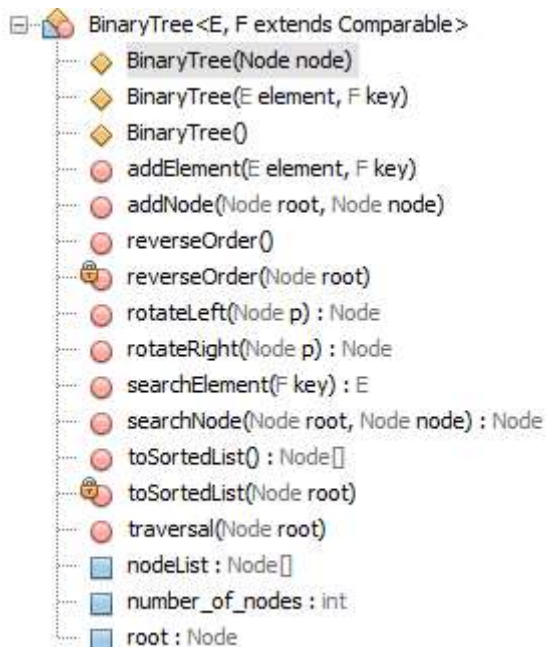 BinaryTree<E, F extends Comparable>
BinaryTree(Node node)
BinaryTree(E element, F key)
BinaryTree()
addElement(E element, F key)
addNode(Node root, Node node)
reverseOrder()
reverseOrder(Node root)
rotateLeft(Node p) : Node
rotateRight(Node p) : Node
searchElement(F key) : E
searchNode(Node root, Node node) : Node
toSortedList() : Node[]
toSortedList(Node root)
traversal(Node root)
nodeList : Node[]
number_of_nodes : int
root : Node